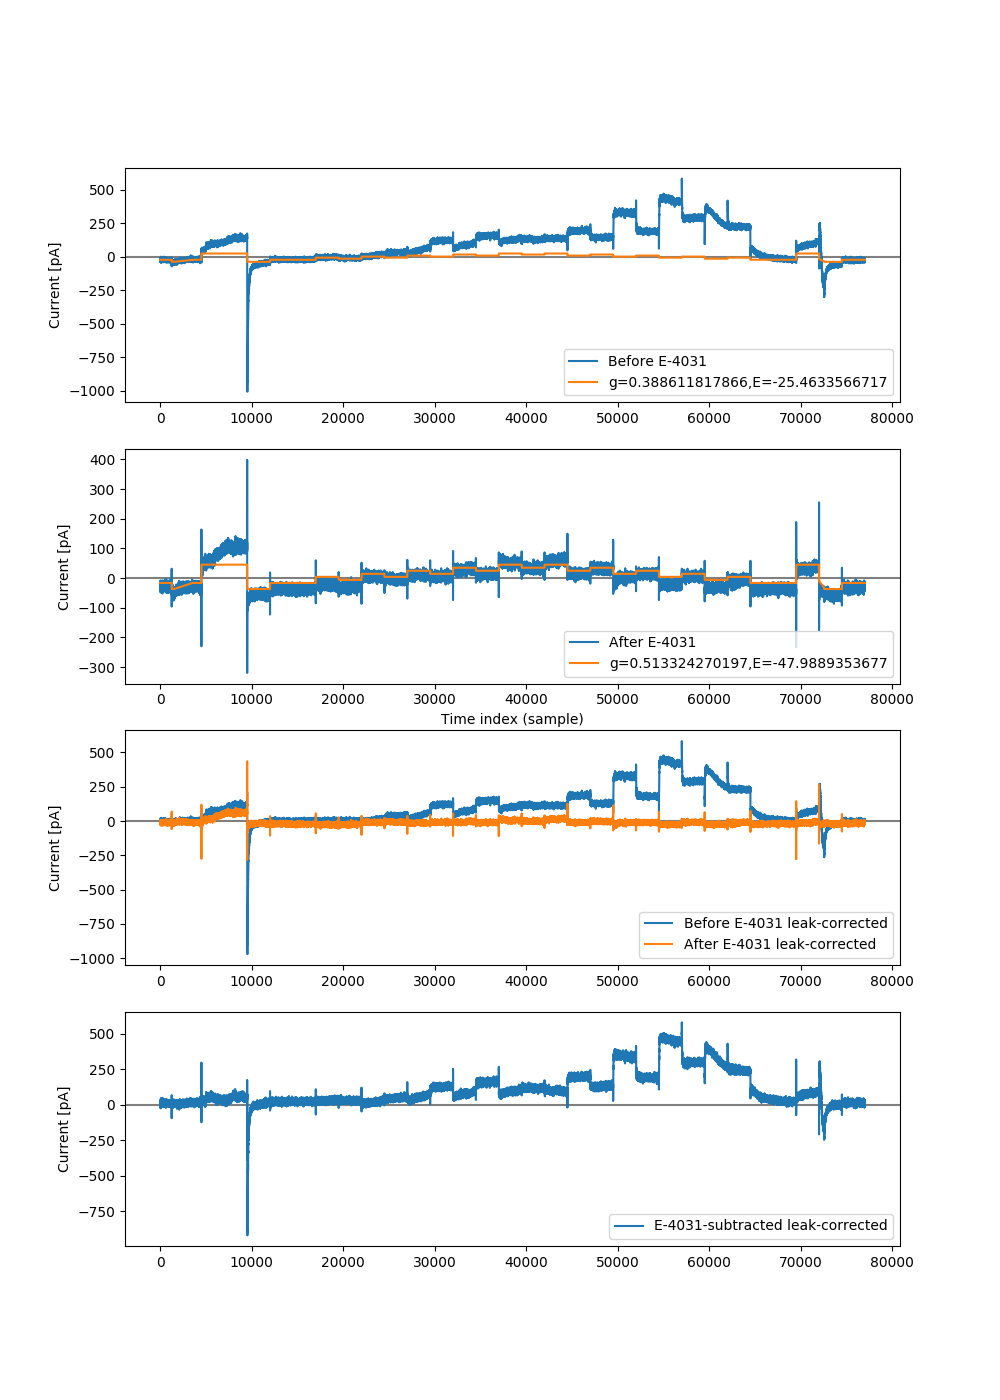 500
250
0
−250
−500
−750
−1000
Current [pA]
Before E-4031
g=0.388611817866,E=-25.4633566717
0 10000 20000 30000 40000 50000 60000 70000 80000
400
300
200
100
0
−100
−200
−300
Current [pA]
After E-4031
g=0.513324270197,E=-47.9889353677
0 10000 20000 30000 40000 50000 60000 70000 80000
Time index (sample)
500
250
0
−250
−500
−750
−1000
Current [pA]
Before E-4031 leak-corrected
After E-4031 leak-corrected
0 10000 20000 30000 40000 50000 60000 70000 80000
500
250
0
−250
−500
−750
Current [pA]
E-4031-subtracted leak-corrected
0 10000 20000 30000 40000 50000 60000 70000 80000